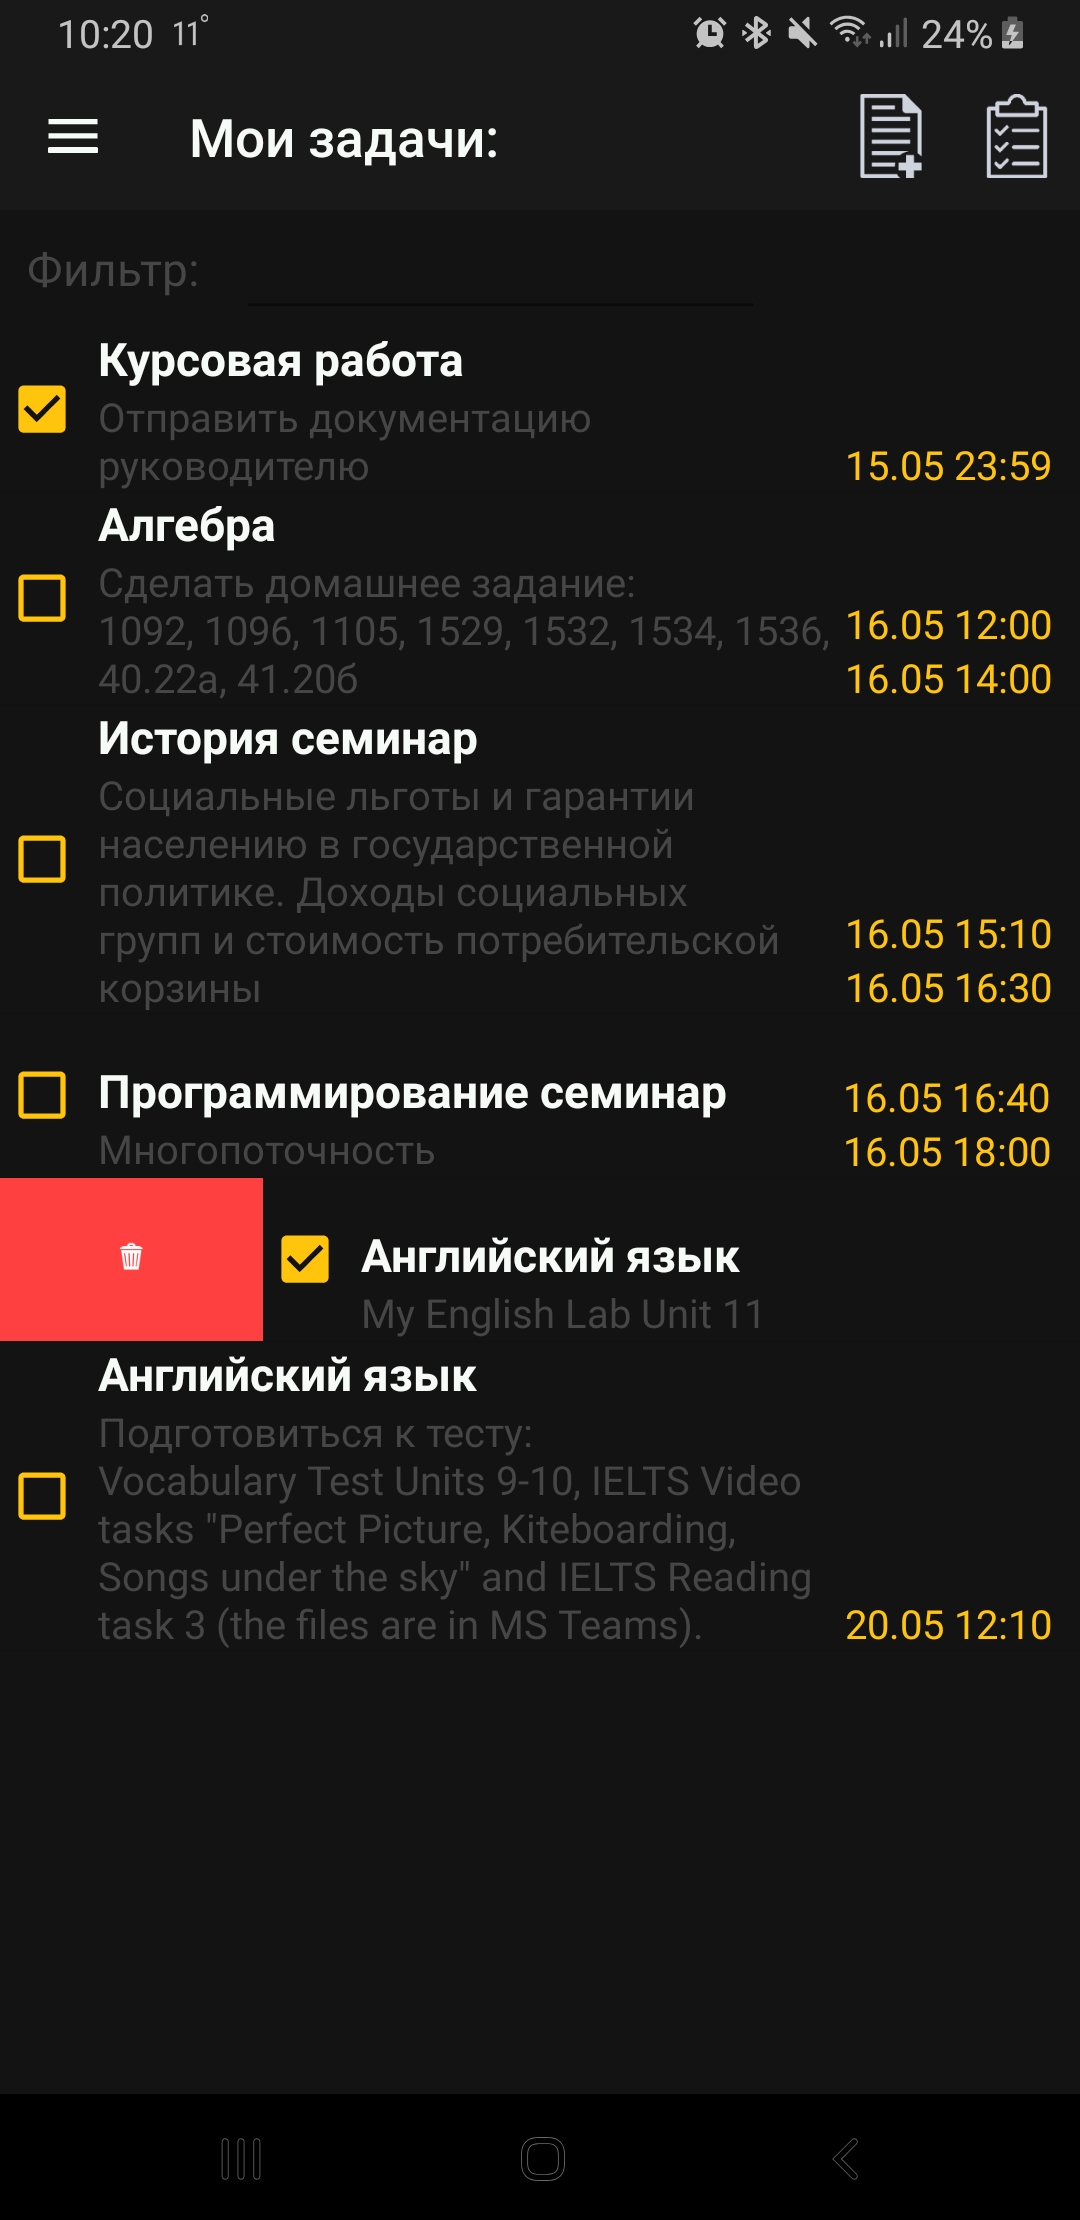 10:20 11° 24%
Мои задачи:
Фильтр:
Курсовая работа
Отправить документацию
руководителю
15.05 23:59
Алгебра
Сделать домашнее задание:
1092, 1096, 1105, 1529, 1532, 1534, 1536,
40.22а, 41.20б
16.05 12:00
16.05 14:00
История семинар
Социальные льготы и гарантии
населению в государственной
политике. Доходы социальных
групп и стоимость потребительской
корзины
16.05 15:10
16.05 16:30
Программирование семинар
Многопоточность
16.05 16:40
16.05 18:00
Английский язык
My English Lab Unit 11
Английский язык
Подготовиться к тесту:
Vocabulary Test Units 9-10, IELTS Video
tasks "Perfect Picture, Kiteboarding,
Songs under the sky" and IELTS Reading
task 3 (the files are in MS Teams).
20.05 12:10